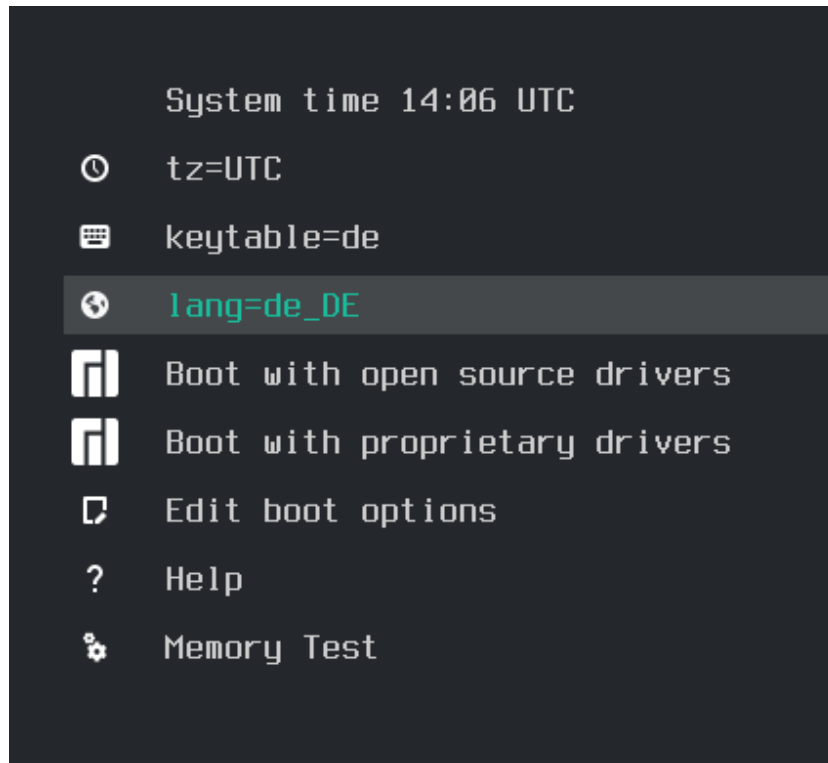 System time 14:06 UTC
tz=UTC
keytable=de
lang=de_DE
Boot with open source drivers
Boot with proprietary drivers
Edit boot options
? Help
Memory Test